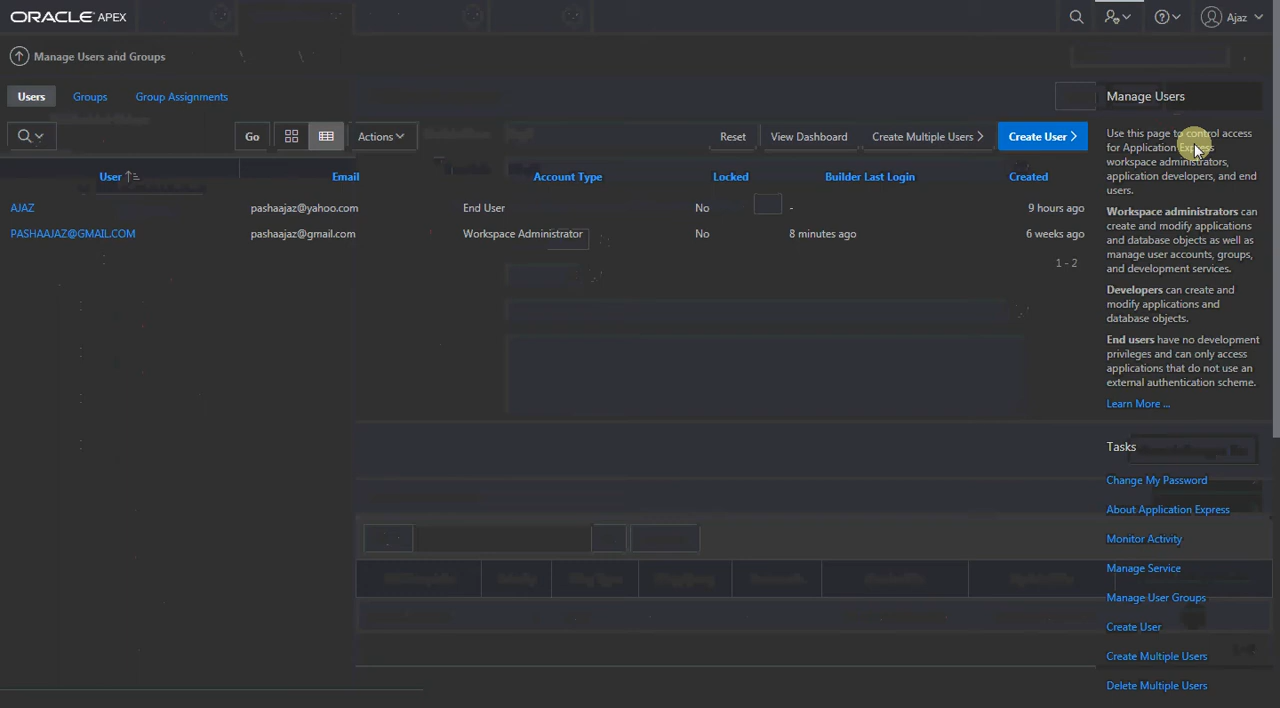 ORACLE APEX
Ajaz
Manage Users and Groups
Users Groups Group Assignments
Go Actions Reset View Dashboard Create Multiple Users Create User
User Email Account Type Locked Builder Last Login Created
AJAZ pashaajaz@yahoo.com End User No - 9 hours ago
PASHAAJAZ@GMAIL.COM pashaajaz@gmail.com Workspace Administrator No 8 minutes ago 6 weeks ago
1 - 2
Manage Users
Use this page to control access
for Application Express
workspace administrators,
application developers, and end
users.
Workspace administrators can
create and modify applications
and database objects as well as
manage user accounts, groups,
and development services.
Developers can create and
modify applications and
database objects.
End users have no development
privileges and can only access
applications that do not use an
external authentication scheme.
Learn More ...
Tasks
Change My Password
About Application Express
Monitor Activity
Manage Service
Manage User Groups
Create User
Create Multiple Users
Delete Multiple Users